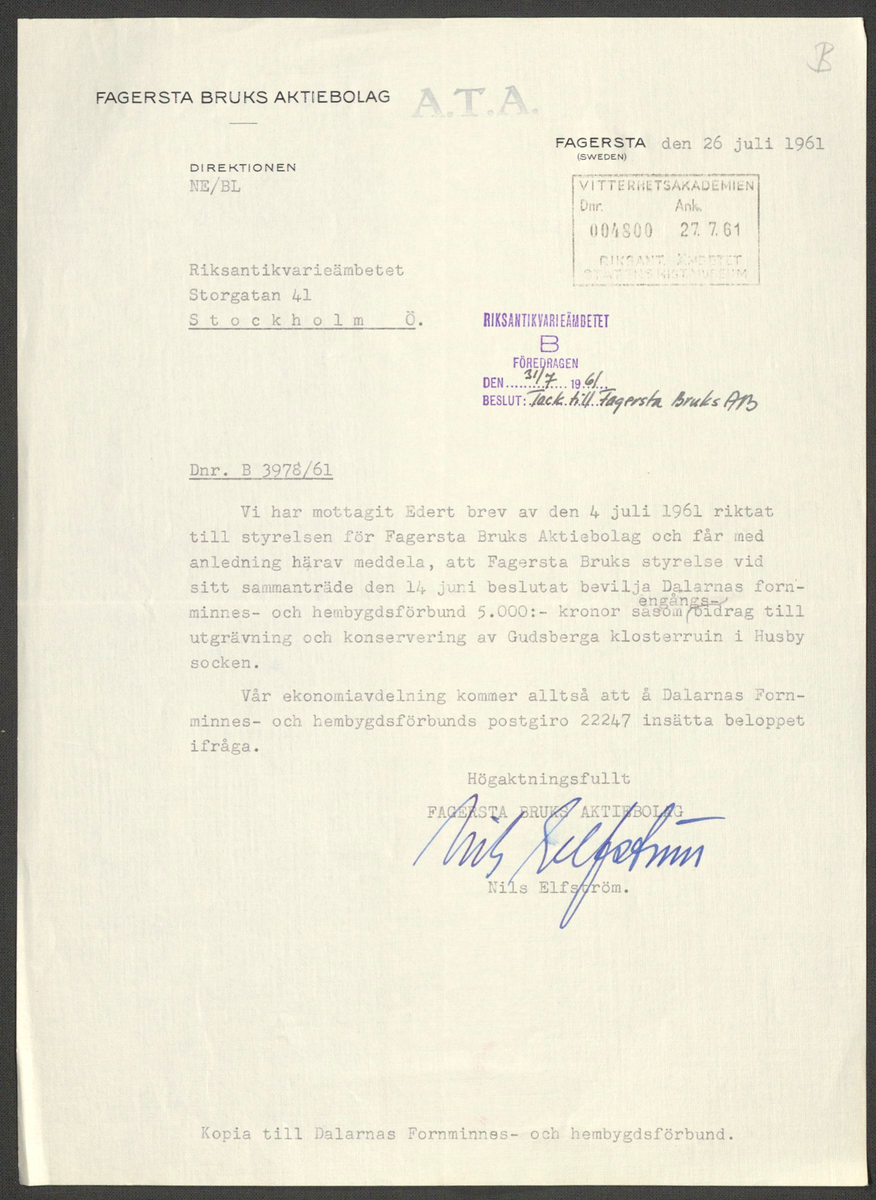 B
FAGERSTA BRUKS AKTIEBOLAG
A.T.A.
FAGERSTA den 26 juli 1961
(SWEDEN)
DIREKTIONEN
NE/BL
VITTERHETSAKADEMIEN
Dnr. Ank.
004800 27. 7. 61
RIKSANT.-ÄMBETET
STATENS HIST. MUSEUM
Riksantikvarieämbetet
Storgatan 41
Stockholm Ö.
RIKSANTIKVARIEÄMBETET
B
FÖREDRAGEN
DEN 31/7 1961
BESLUT: Tack till Fagersta Bruks AB
Dnr. B 3978/61
Vi har mottagit Edert brev av den 4 juli 1961 riktat
till styrelsen för Fagersta Bruks Aktiebolag och får med
anledning härav meddela, att Fagersta Bruks styrelse vid
sitt sammanträde den 14 juni beslutat bevilja Dalarnas forn-
minnes- och hembygdsförbund 5.000:- kronor såsom engångs-bidrag till
utgrävning och konservering av Gudsberga klosterruin i Husby
socken.
Vår ekonomiavdelning kommer alltså att å Dalarnas Forn-
minnes- och hembygdsförbunds postgiro 22247 insätta beloppet
ifråga.
Högaktningsfullt
FAGERSTA BRUKS AKTIEBOLAG
Nils Elfström
Nils Elfström.
Kopia till Dalarnas Fornminnes- och hembygdsförbund.